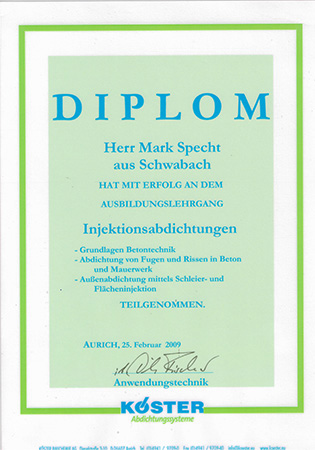 DIPLOM
Herr Mark Specht
aus Schwabach
HAT MIT ERFOLG AN DEM
AUSBILDUNGSLEHRGANG
Injektionsabdichtungen
- Grundlagen Betontechnik
- Abdichtung von Fugen und Rissen in Beton
und Mauerwerk
- Außenabdichtung mittels Schleier- und
Flächeninjektion
TEILGENOMMEN.
AURICH, 25. Februar 2009
Anwendungstechnik
KÖSTER
Abdichtungssysteme